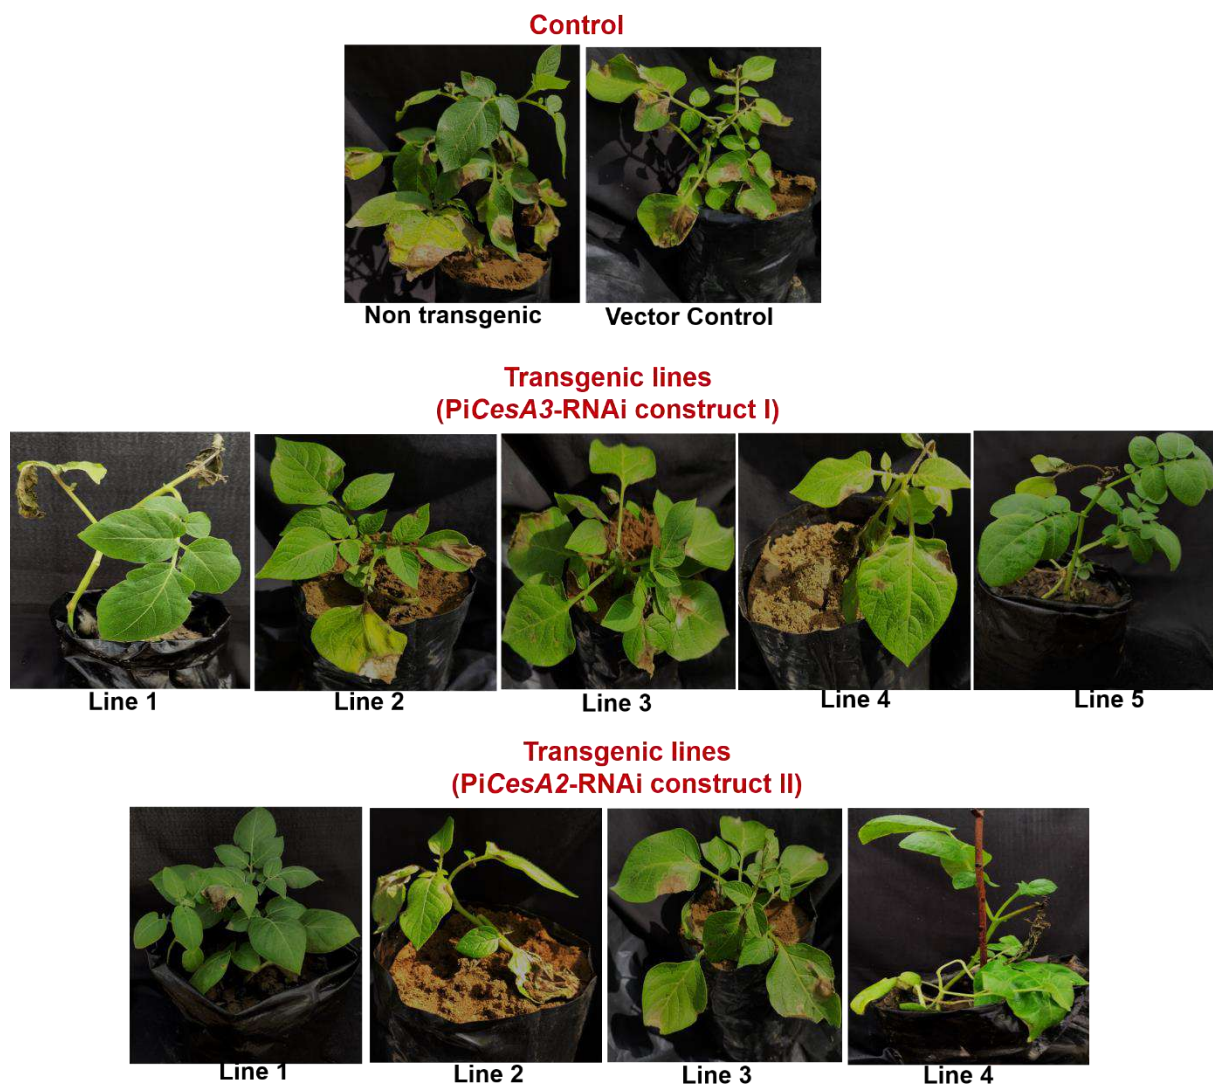 Control
Non transgenic
Vector Control
Transgenic lines
(PiCesA3-RNAi construct I)
Line 1
Line 2
Line 3
Line 4
Line 5
Transgenic lines
(PiCesA2-RNAi construct II)
Line 1
Line 2
Line 3
Line 4